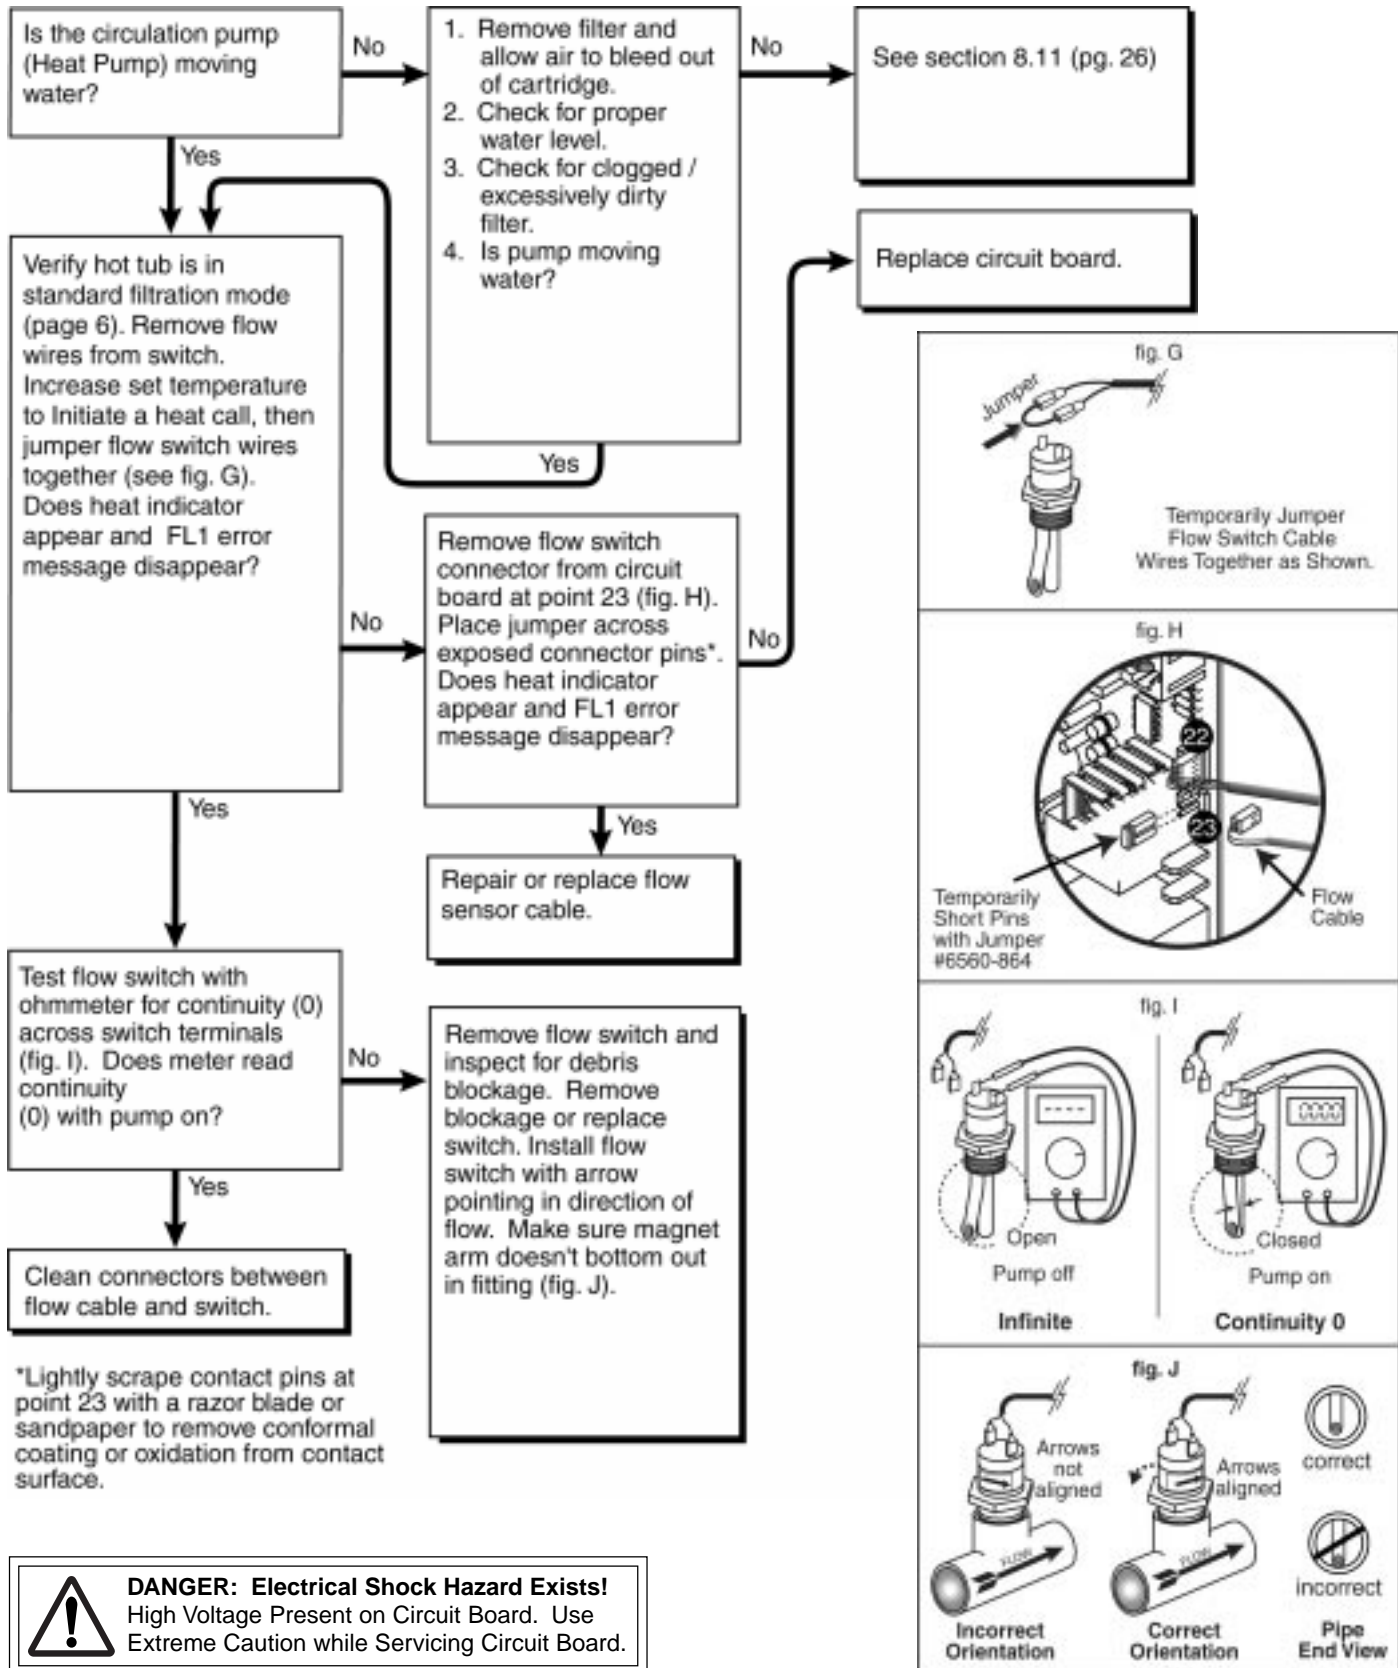 Is the circulation pump
(Heat Pump) moving
water?
No
Yes
1. Remove filter and
allow air to bleed out
of cartridge.
2. Check for proper
water level.
3. Check for clogged /
excessively dirty
filter.
4. Is pump moving
water?
No
Yes
See section 8.11 (pg. 26)
Replace circuit board.
Verify hot tub is in
standard filtration mode
(page 6). Remove flow
wires from switch.
Increase set temperature
to Initiate a heat call, then
jumper flow switch wires
together (see fig. G).
Does heat indicator
appear and FL1 error
message disappear?
No
Yes
Remove flow switch
connector from circuit
board at point 23 (fig. H).
Place jumper across
exposed connector pins*.
Does heat indicator
appear and FL1 error
message disappear?
No
Yes
Repair or replace flow
sensor cable.
Test flow switch with
ohmmeter for continuity (0)
across switch terminals
(fig. I). Does meter read
continuity
(0) with pump on?
No
Yes
Remove flow switch and
inspect for debris
blockage. Remove
blockage or replace
switch. Install flow
switch with arrow
pointing in direction of
flow. Make sure magnet
arm doesn't bottom out
in fitting (fig. J).
Clean connectors between
flow cable and switch.
*Lightly scrape contact pins at
point 23 with a razor blade or
sandpaper to remove conformal
coating or oxidation from contact
surface.
DANGER: Electrical Shock Hazard Exists!
High Voltage Present on Circuit Board. Use
Extreme Caution while Servicing Circuit Board.
fig. G
Jumper
Temporarily Jumper
Flow Switch Cable
Wires Together as Shown.
fig. H
22
23
Temporarily
Short Pins
with Jumper
#6560-864
Flow
Cable
fig. I
----
0000
Open
Closed
Pump off
Pump on
Infinite
Continuity 0
fig. J
Arrows
not
aligned
Arrows
aligned
correct
FLOW
FLOW
incorrect
Incorrect
Orientation
Correct
Orientation
Pipe
End View